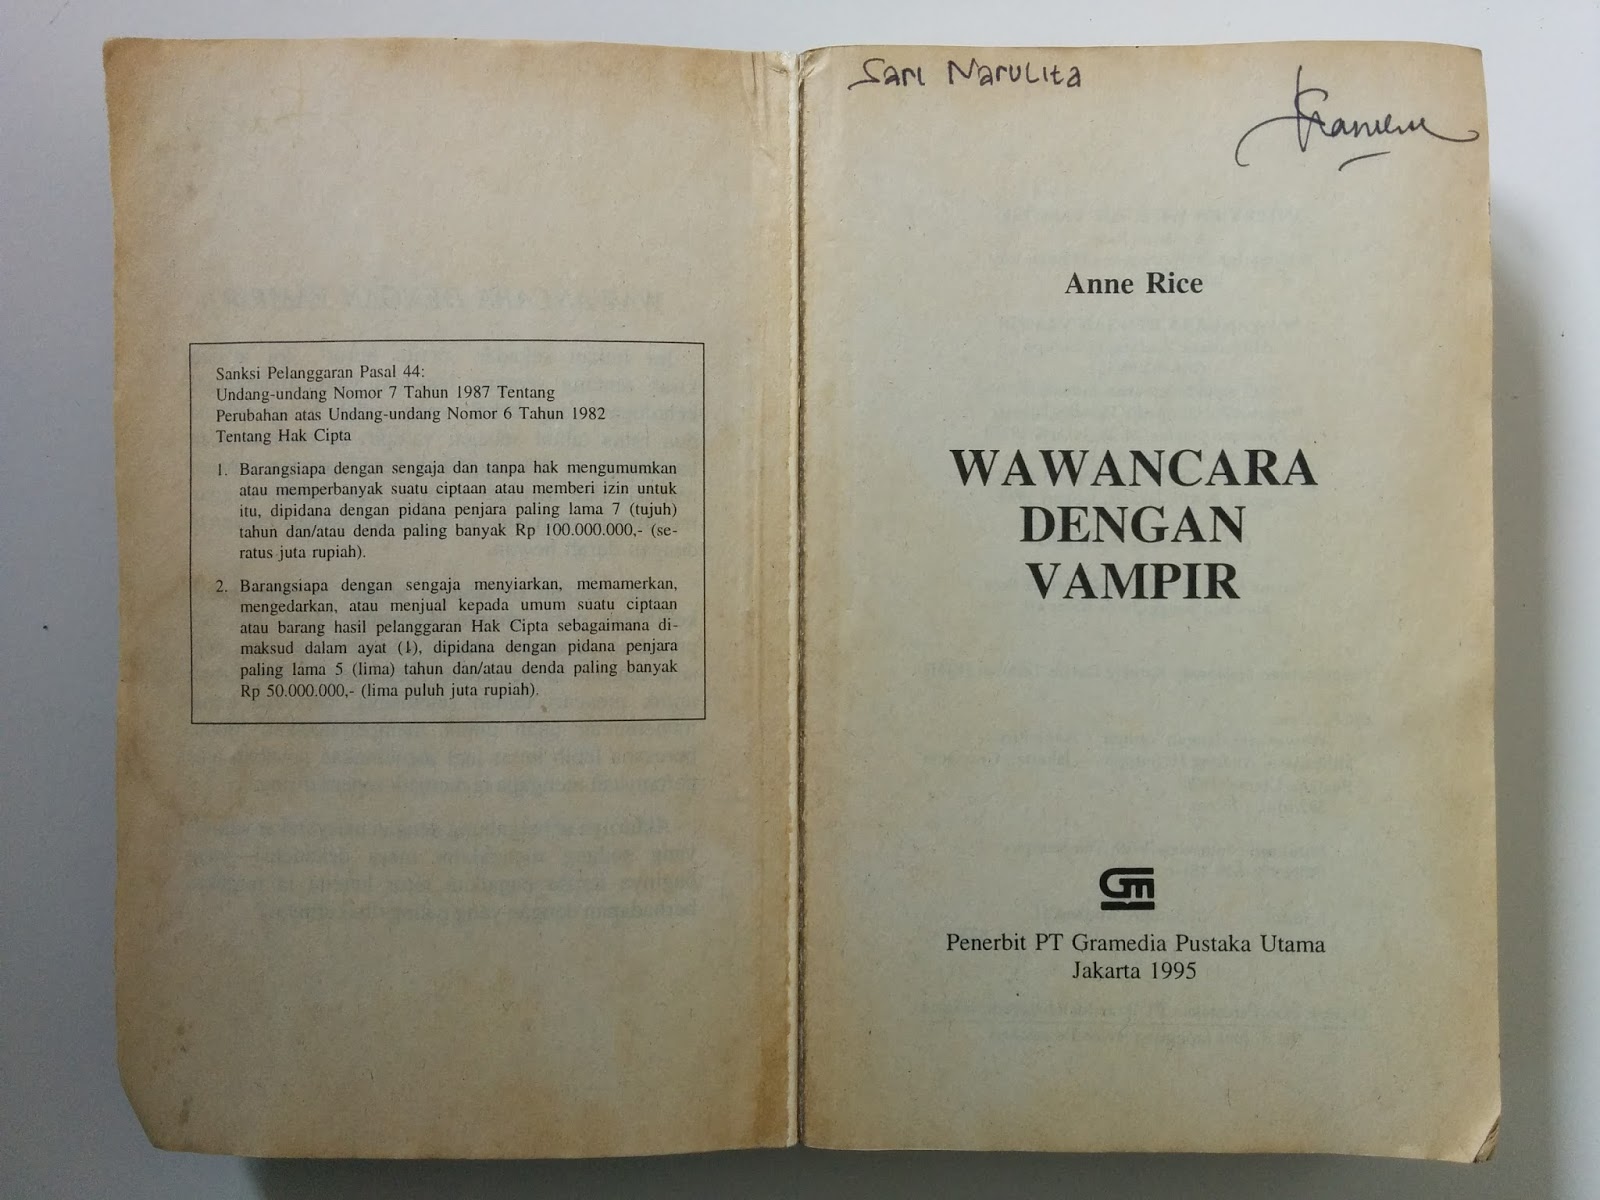 Sanksi Pelanggaran Pasal 44:
Undang-undang Nomor 7 Tahun 1987 Tentang
Perubahan atas Undang-undang Nomor 6 Tahun 1982
Tentang Hak Cipta
1. Barangsiapa dengan sengaja dan tanpa hak mengumumkan
atau memperbanyak suatu ciptaan atau memberi izin untuk
itu, dipidana dengan pidana penjara paling lama 7 (tujuh)
tahun dan/atau denda paling banyak Rp 100.000.000,- (se-
ratus juta rupiah).
2. Barangsiapa dengan sengaja menyiarkan, memamerkan,
mengedarkan, atau menjual kepada umum suatu ciptaan
atau barang hasil pelanggaran Hak Cipta sebagaimana di-
maksud dalam ayat (1), dipidana dengan pidana penjara
paling lama 5 (lima) tahun dan/atau denda paling banyak
Rp 50.000.000,- (lima puluh juta rupiah).
Sari Narulita
Anne Rice
WAWANCARA
DENGAN
VAMPIR
Gm
Penerbit PT Gramedia Pustaka Utama
Jakarta 1995